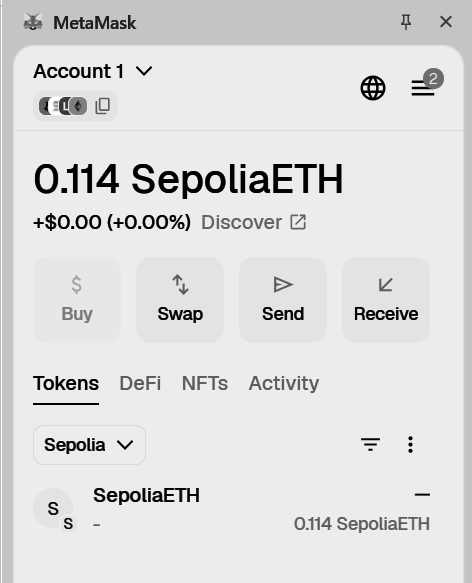 MetaMask
Account 1
2
0.114 SepoliaETH
+$0.00 (+0.00%) Discover
$
Buy
Swap
Send
Receive
Tokens DeFi NFTs Activity
Sepolia
S
S
SepoliaETH
-
—
0.114 SepoliaETH